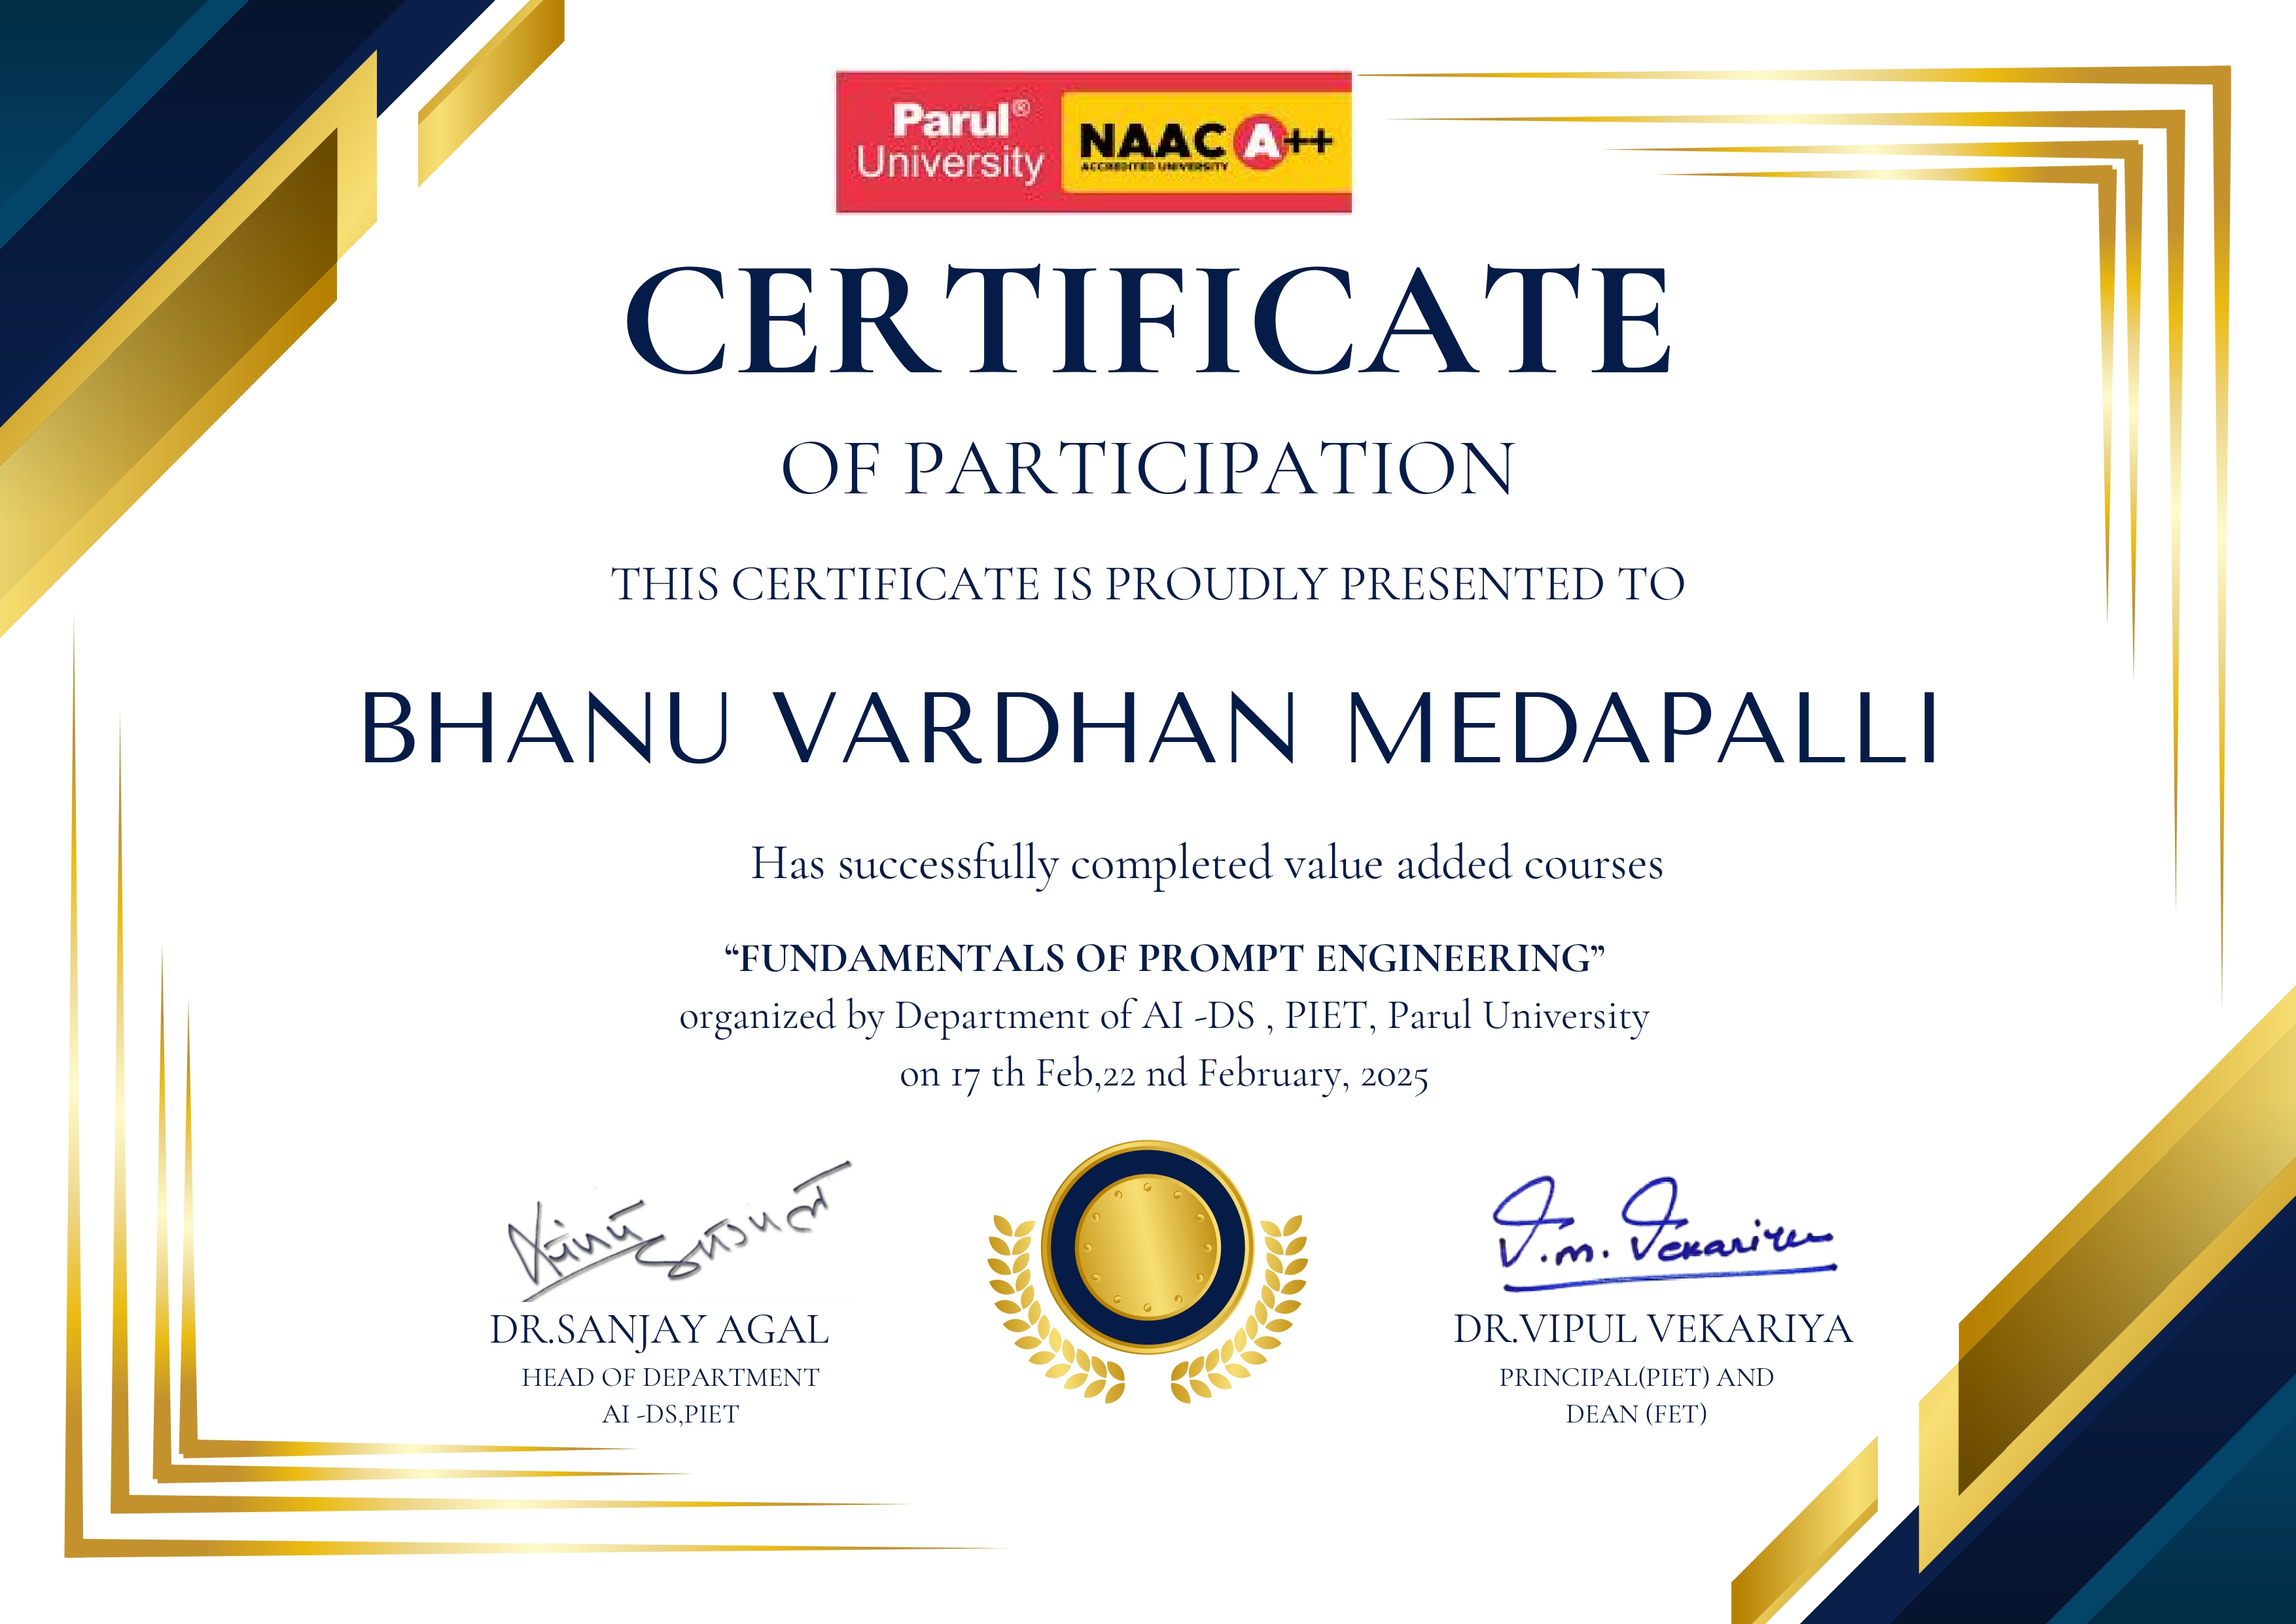 Parul®
University
NAAC A++
ACCREDITED UNIVERSITY
CERTIFICATE
OF PARTICIPATION
THIS CERTIFICATE IS PROUDLY PRESENTED TO
BHANU VARDHAN MEDAPALLI
Has successfully completed value added courses
“FUNDAMENTALS OF PROMPT ENGINEERING”
organized by Department of AI -DS , PIET, Parul University
on 17 th Feb,22 nd February, 2025
V.m. Vekariya
DR.SANJAY AGAL
HEAD OF DEPARTMENT
AI -DS,PIET
DR.VIPUL VEKARIYA
PRINCIPAL(PIET) AND
DEAN (FET)